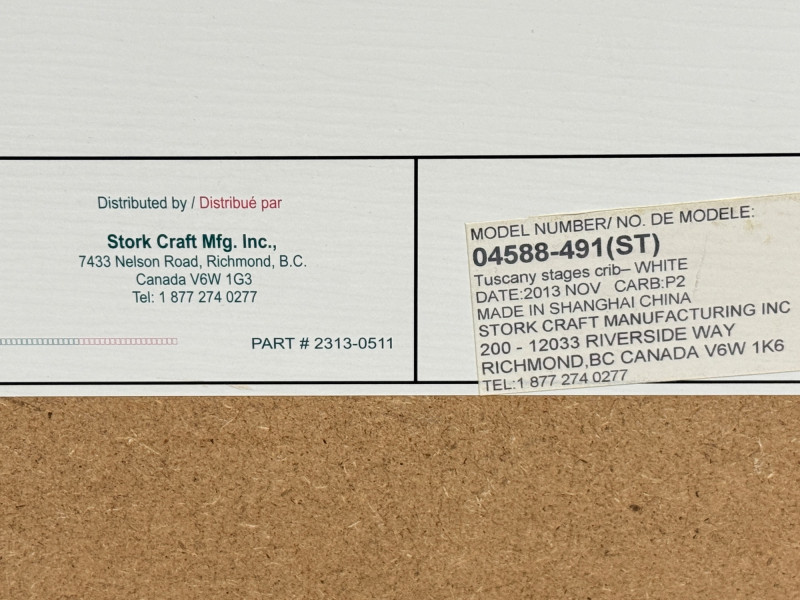 Distributed by / Distribué par
Stork Craft Mfg. Inc.,
7433 Nelson Road, Richmond, B.C.
Canada V6W 1G3
Tel: 1 877 274 0277
PART # 2313-0511
MODEL NUMBER/ NO. DE MODELE:
04588-491(ST)
Tuscany stages crib– WHITE
DATE:2013 NOV CARB:P2
MADE IN SHANGHAI CHINA
STORK CRAFT MANUFACTURING INC
200 - 12033 RIVERSIDE WAY
RICHMOND,BC CANADA V6W 1K6
TEL:1 877 274 0277